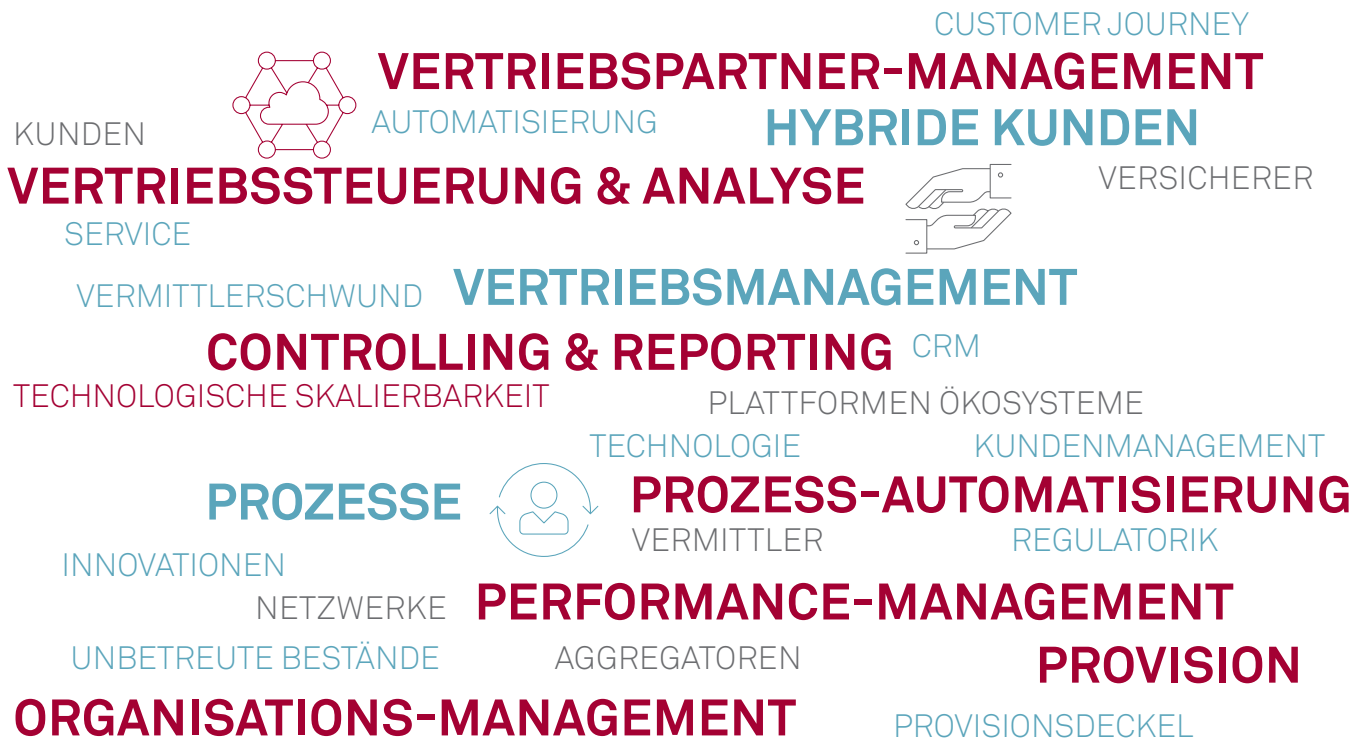 CUSTOMER JOURNEY
VERTRIEBSPARTNER-MANAGEMENT
AUTOMATISIERUNG
HYBRIDE KUNDEN
KUNDEN
VERTRIEBSSTEUERUNG & ANALYSE
VERSICHERER
SERVICE
VERMITTLERSCHWUND
VERTRIEBSMANAGEMENT
CONTROLLING & REPORTING
CRM
TECHNOLOGISCHE SKALIERBARKEIT
PLATTFORMEN ÖKOSYSTEME
TECHNOLOGIE
KUNDENMANAGEMENT
PROZESSE
PROZESS-AUTOMATISIERUNG
VERMITTLER
REGULATORIK
INNOVATIONEN
NETZWERKE
PERFORMANCE-MANAGEMENT
UNBETREUTE BESTÄNDE
AGGREGATOREN
PROVISION
ORGANISATIONS-MANAGEMENT
PROVISIONSDECKEL